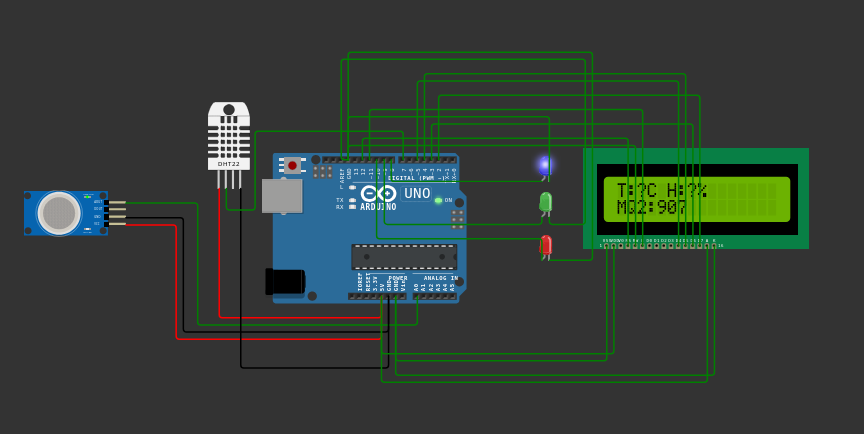 DHT22
AREF
GND
13
12
~11
~10
~9
8
7
~6
~5
4
~3
2
TX→1
RX←0
DIGITAL (PWM ~)
L
TX
RX
UNO
ARDUINO
ON
T:?C H:?%
MQ2:907
IOREF
RESET
3.3V
5V
GND
GND
Vin
POWER
ANALOG IN
A0
A1
A2
A3
A4
A5